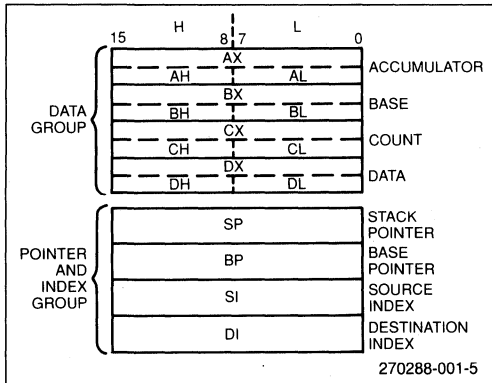 H L
15 8 7 0
AX
AH AL ACCUMULATOR
BX
BH BL BASE
CX
CH CL COUNT
DX
DH DL DATA
DATA
GROUP
SP STACK
POINTER
BP BASE
POINTER
SI SOURCE
INDEX
DI DESTINATION
INDEX
POINTER
AND
INDEX
GROUP
270288-001-5